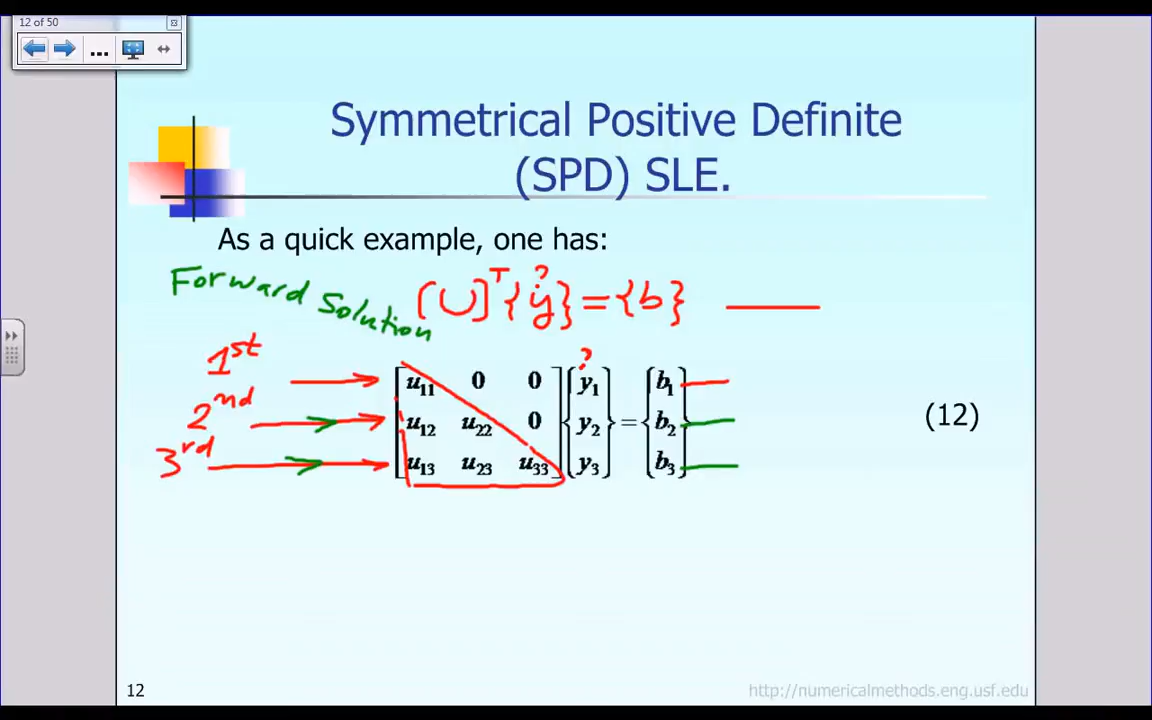 12 of 50
Symmetrical Positive Definite
(SPD) SLE.
As a quick example, one has:
Forward Solution
[U]ᵀ{y}={b}
?
1st
2nd
3rd
?
u₁₁ 0 0 y₁ b₁
u₁₂ u₂₂ 0 y₂ = b₂ (12)
u₁₃ u₂₃ u₃₃ y₃ b₃
12
http://numericalmethods.eng.usf.edu